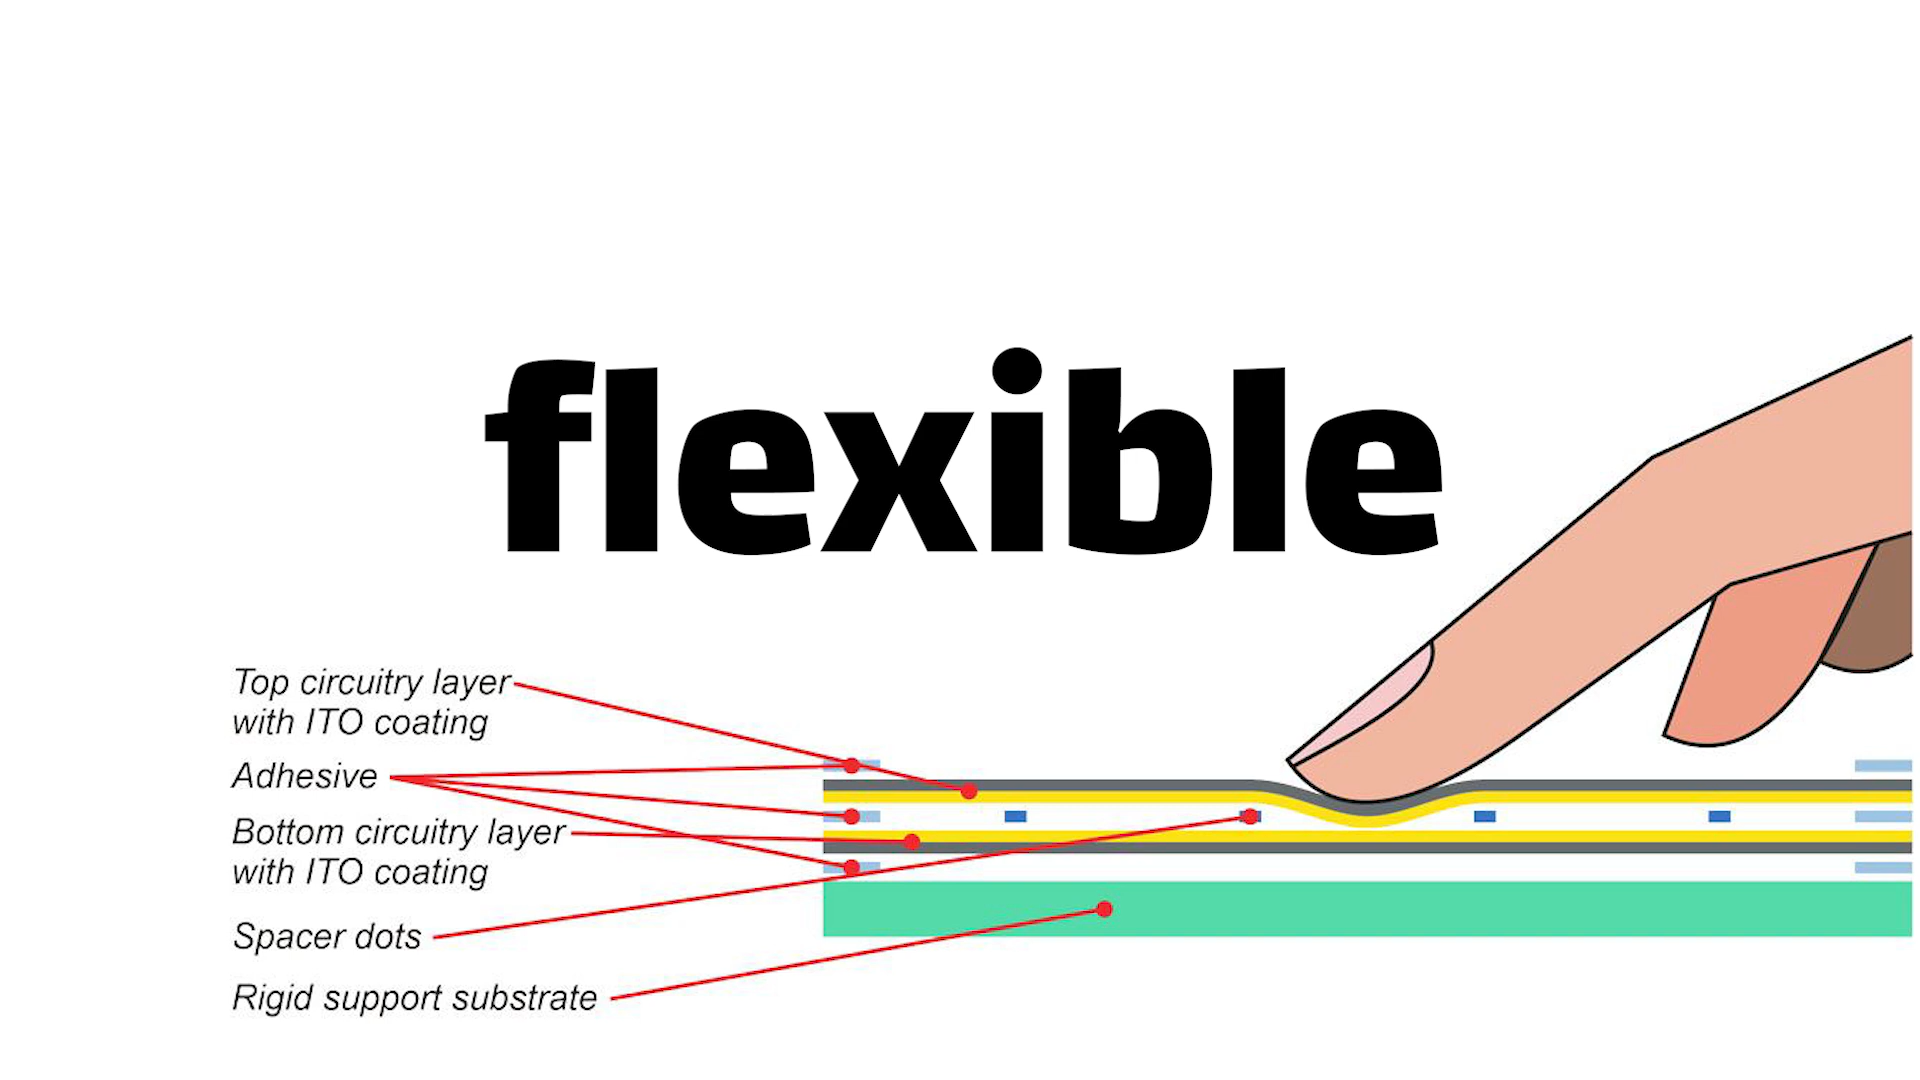 flexible
Top circuitry layer
with ITO coating
Adhesive
Bottom circuitry layer
with ITO coating
Spacer dots
Rigid support substrate